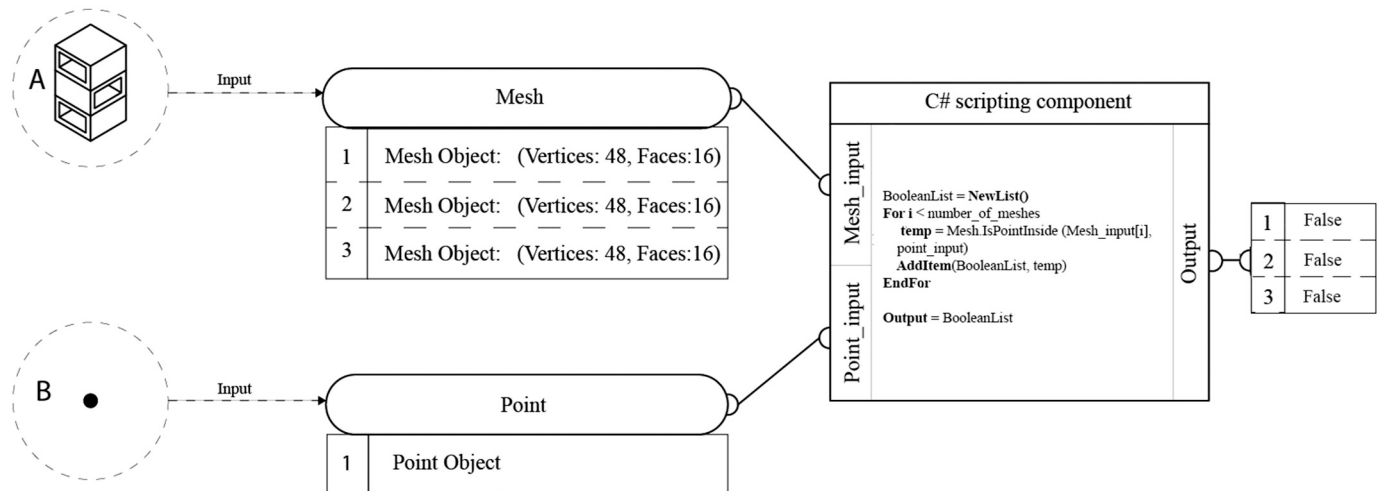 A
Input
Mesh
1 Mesh Object: (Vertices: 48, Faces:16)
2 Mesh Object: (Vertices: 48, Faces:16)
3 Mesh Object: (Vertices: 48, Faces:16)
B
Input
Point
1 Point Object
C# scripting component
Mesh_input
Point_input
BooleanList = NewList()
For i < number_of_meshes
temp = Mesh.IsPointInside (Mesh_input[i],
point_input)
AddItem(BooleanList, temp)
EndFor
Output = BooleanList
Output
1 False
2 False
3 False